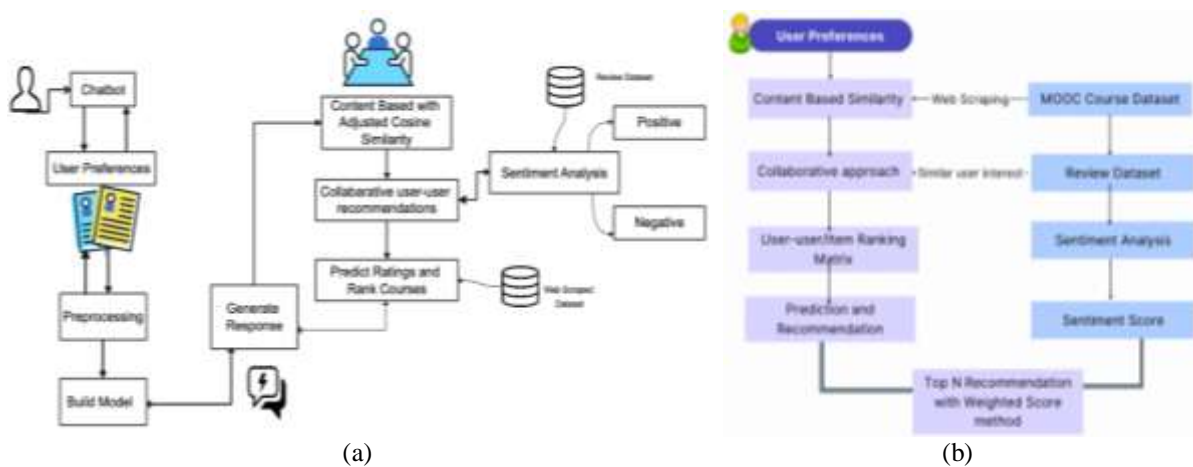 Chatbot
User Preferences
Preprocessing
Build Model
Generate
Response
Content Based with
Adjusted Cosine
Similarity
Collaborative user-user
recommendations
Predict Ratings and
Rank Courses
Review Dataset
Sentiment Analysis
Positive
Negative
Web Scraped
Dataset
(a)
User Preferences
Content Based Similarity
Web Scraping
MOOC Course Dataset
Collaborative approach
Similar user interest
Review Dataset
User-user/Item Ranking
Matrix
Sentiment Analysis
Prediction and
Recommendation
Sentiment Score
Top N Recommendation
with Weighted Score
method
(b)